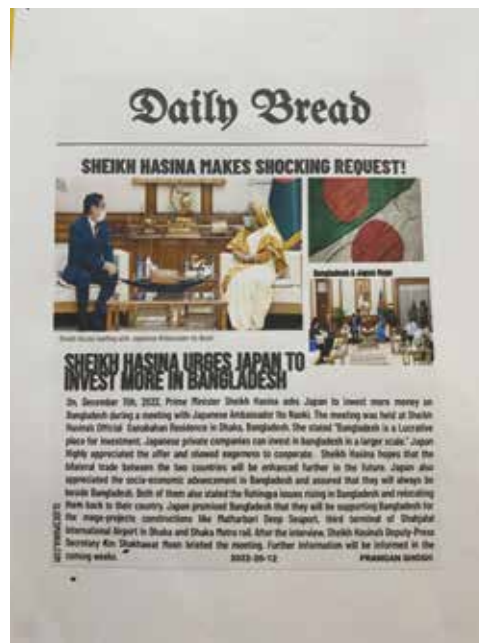 Daily Bread
SHEIKH HASINA MAKES SHOCKING REQUEST!
Bangladesh & Japan flags
Sheikh Hasina meeting with Japanese Ambassador Ito Naoki
SHEIKH HASINA URGES JAPAN TO
INVEST MORE IN BANGLADESH
On, December 11th, 2022, Prime Minister Sheikh Hasina asks Japan to invest more money on
Bangladesh during a meeting with Japanese Ambassador Ito Naoki. The meeting was held at Sheikh
Hasina's Official Ganabahan Residence in Dhaka, Bangladesh. She stated "Bangladesh is a Lucrative
place for investment. Japanese private companies can invest in bangladesh in a larger scale." Japan
Highly appreciated the offer and showed eagerness to cooperate. Sheikh Hasina hopes that the
bilateral trade between the two countries will be enhanced further in the future. Japan also
appreciated the socio-economic advancement in Bangladesh and assured that they will always be
beside Bangladesh. Both of them also stated the Rohingya issues rising in Bangladesh and relocating
them back to their country. Japan promised Bangladesh that they will be supporting Bangladesh for
the mega-projects constructions like Matharbari Deep Seaport, third terminal of Shahjalal
International Airport in Dhaka and Dhaka Metro rail. After the interview, Sheikh Hasina's Deputy-Press
Secretary Km Shakhawat Moon briefed the meeting. Further information will be informed in the
coming weeks. PRANGAN GHOSH